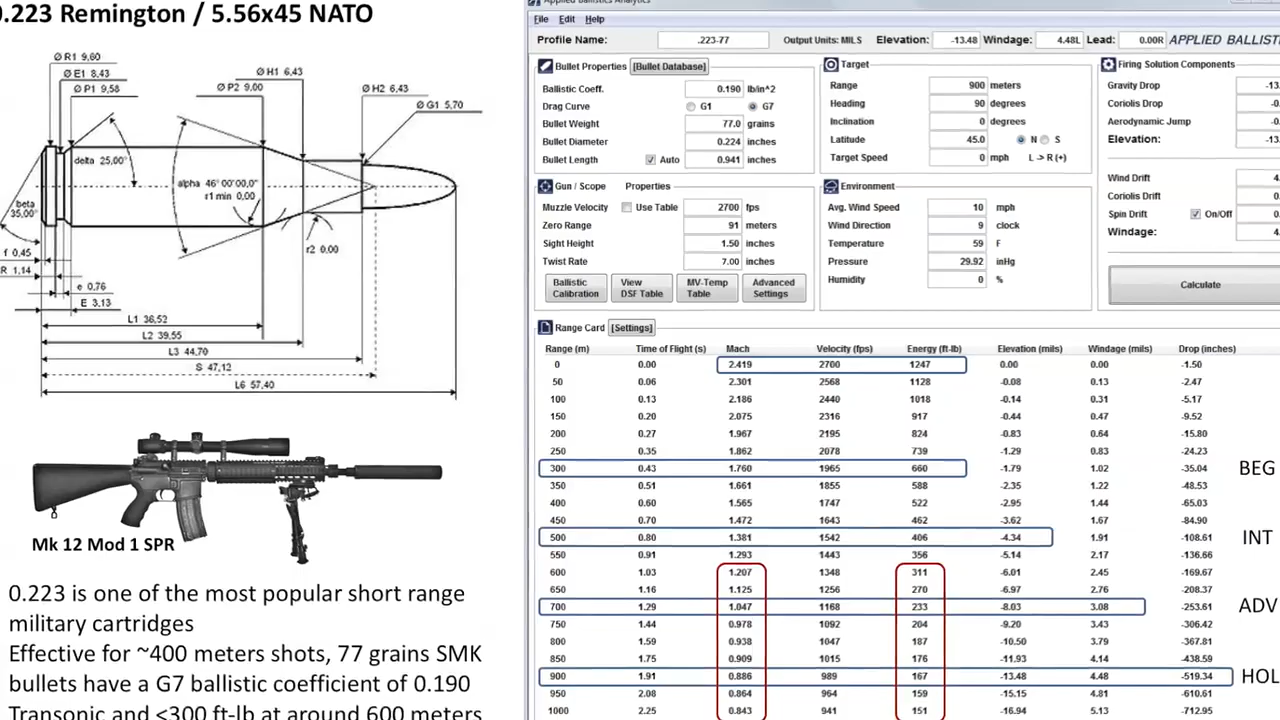 0.223 Remington / 5.56x45 NATO
Ø R1 9,60
Ø E1 8,43
Ø P1 9,58
Ø H1 6,43
P2 9,00
Ø H2 6,43
Ø G1 5,70
delta 25,00°
alpha 46°00'00,0"
r1 min 0,00
beta
35,00°
r2 0,00
f 0,45
R 1,14
e 0,76
E 3.13
L1 36,52
L2 39,55
L3 44,70
S 47,12
L6 57,40
Mk 12 Mod 1 SPR
0.223 is one of the most popular short range
military cartridges
Effective for ~400 meters shots, 77 grains SMK
bullets have a G7 ballistic coefficient of 0.190
Transonic and <300 ft-lb at around 600 meters
Applied Ballistics Analytics
File Edit Help
Profile Name: .223-77 Output Units: MILS Elevation: -13.48 Windage: 4.48L Lead: 0.00R APPLIED BALLISTI
Bullet Properties [Bullet Database]
Ballistic Coeff. 0.190 lb/in^2
Drag Curve G1 G7
Bullet Weight 77.0 grains
Bullet Diameter 0.224 inches
Bullet Length Auto 0.941 inches
Target
Range 900 meters
Heading 90 degrees
Inclination 0 degrees
Latitude 45.0 N S
Target Speed 0 mph L -> R (+)
Firing Solution Components
Gravity Drop -13.
Coriolis Drop -0.
Aerodynamic Jump -0.
Elevation: -13.
Wind Drift 4.
Coriolis Drift 0.
Spin Drift On/Off 0.
Windage: 4.
Calculate
Gun / Scope Properties
Muzzle Velocity Use Table 2700 fps
Zero Range 91 meters
Sight Height 1.50 inches
Twist Rate 7.00 inches
Ballistic Calibration View DSF Table MV-Temp Table Advanced Settings
Environment
Avg. Wind Speed 10 mph
Wind Direction 9 clock
Temperature 59 F
Pressure 29.92 inHg
Humidity 0 %
Range Card [Settings]
Range (m) Time of Flight (s) Mach Velocity (fps) Energy (ft-lb) Elevation (mils) Windage (mils) Drop (inches)
0 0.00 2.419 2700 1247 0.00 0.00 -1.50
50 0.06 2.301 2568 1128 -0.08 0.13 -2.47
100 0.13 2.186 2440 1018 -0.14 0.31 -5.17
150 0.20 2.075 2316 917 -0.44 0.47 -9.52
200 0.27 1.967 2195 824 -0.83 0.64 -15.80
250 0.35 1.862 2078 739 -1.29 0.83 -24.23
300 0.43 1.760 1965 660 -1.79 1.02 -35.04 BEG
350 0.51 1.661 1855 588 -2.35 1.22 -48.53
400 0.60 1.565 1747 522 -2.95 1.44 -65.03
450 0.70 1.472 1643 462 -3.62 1.67 -84.90
500 0.80 1.381 1542 406 -4.34 1.91 -108.61 INT
550 0.91 1.293 1443 356 -5.14 2.17 -136.66
600 1.03 1.207 1348 311 -6.01 2.45 -169.67
650 1.16 1.125 1256 270 -6.97 2.76 -208.37
700 1.29 1.047 1168 233 -8.03 3.08 -253.61 ADV
750 1.44 0.978 1092 204 -9.20 3.43 -306.42
800 1.59 0.938 1047 187 -10.50 3.79 -367.81
850 1.75 0.909 1015 176 -11.93 4.14 -438.59
900 1.91 0.886 989 167 -13.48 4.48 -519.34 HOL
950 2.08 0.864 964 159 -15.15 4.81 -610.61
1000 2.25 0.843 941 151 -16.94 5.13 -712.95